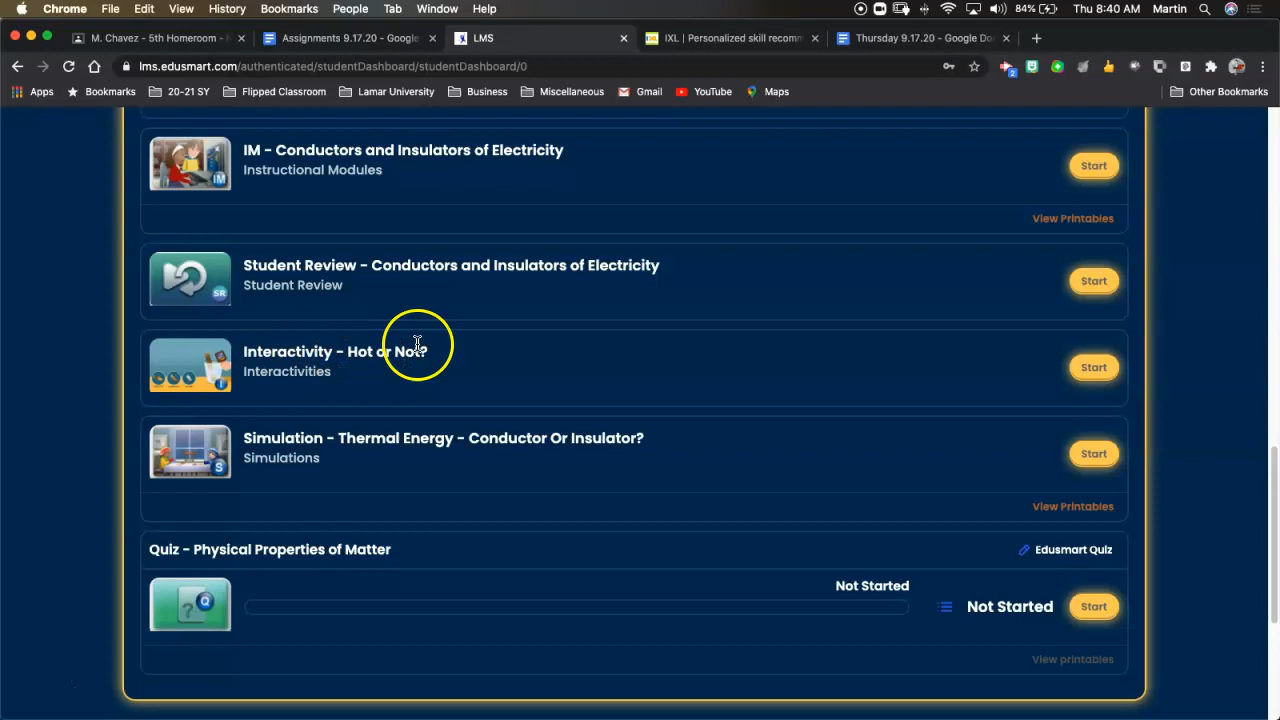 Chrome File Edit View History Bookmarks People Tab Window Help 84% Thu 8:40 AM Martin
M. Chavez - 5th Homeroom - Assignments 9.17.20 - Google LMS IXL | Personalized skill recomm Thursday 9.17.20 - Google Do
lms.edusmart.com/authenticated/studentDashboard/studentDashboard/0
Apps Bookmarks 20-21 SY Flipped Classroom Lamar University Business Miscellaneous Gmail YouTube Maps Other Bookmarks
IM - Conductors and Insulators of Electricity
Instructional Modules
Start
View Printables
Student Review - Conductors and Insulators of Electricity
Student Review
Start
Interactivity - Hot or Not?
Interactivities
Start
Simulation - Thermal Energy - Conductor Or Insulator?
Simulations
Start
View Printables
Quiz - Physical Properties of Matter
Edusmart Quiz
Not Started
Not Started
Start
View printables